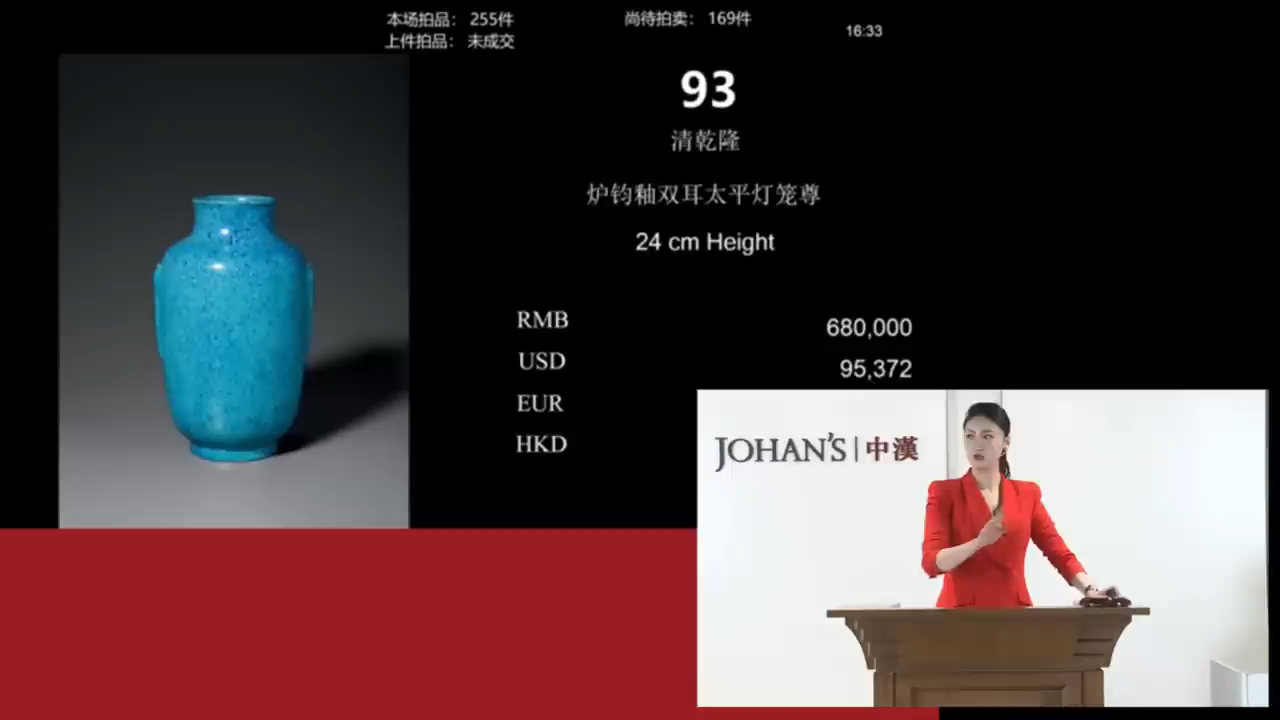 本场拍品: 255件
尚待拍卖: 169件
上件拍品: 未成交
16:33
93
清乾隆
炉钧釉双耳太平灯笼尊
24 cm Height
RMB 680,000
USD 95,372
EUR
HKD
JOHAN'S | 中漢